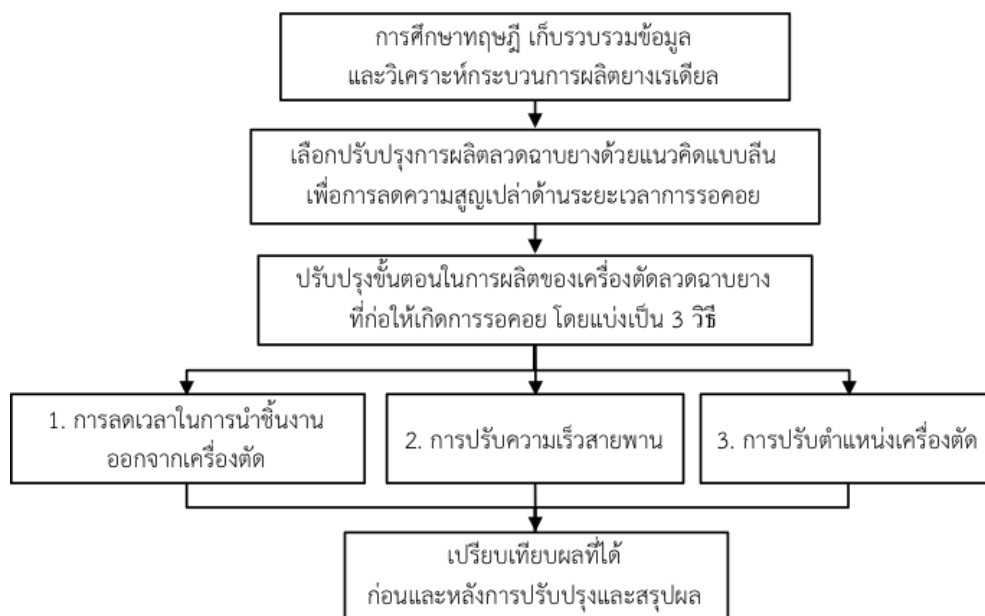 การศึกษาทฤษฎี เก็บรวบรวมข้อมูล
และวิเคราะห์กระบวนการผลิตยางเรเดียล
เลือกปรับปรุงการผลิตลวดฉาบยางด้วยแนวคิดแบบลีน
เพื่อการลดความสูญเปล่าด้านระยะเวลาการรอคอย
ปรับปรุงขั้นตอนในการผลิตของเครื่องตัดลวดฉาบยาง
ที่ก่อให้เกิดการรอคอย โดยแบ่งเป็น 3 วิธี
1. การลดเวลาในการนำชิ้นงาน
ออกจากเครื่องตัด
2. การปรับความเร็วสายพาน
3. การปรับตำแหน่งเครื่องตัด
เปรียบเทียบผลที่ได้
ก่อนและหลังการปรับปรุงและสรุปผล